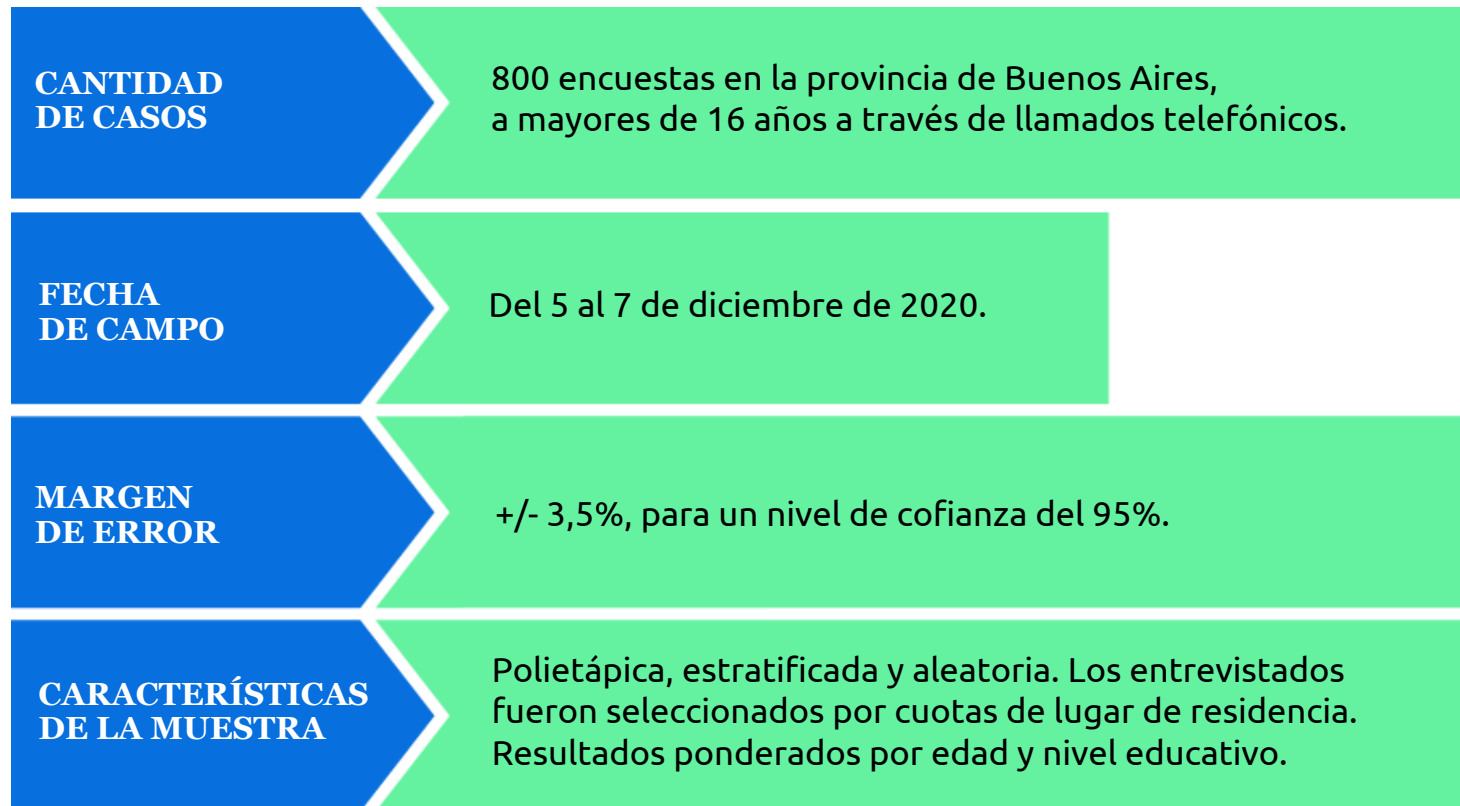 CANTIDAD
DE CASOS
800 encuestas en la provincia de Buenos Aires,
a mayores de 16 años a través de llamados telefónicos.
FECHA
DE CAMPO
Del 5 al 7 de diciembre de 2020.
MARGEN
DE ERROR
+/- 3,5%, para un nivel de cofianza del 95%.
CARACTERÍSTICAS
DE LA MUESTRA
Polietápica, estratificada y aleatoria. Los entrevistados
fueron seleccionados por cuotas de lugar de residencia.
Resultados ponderados por edad y nivel educativo.